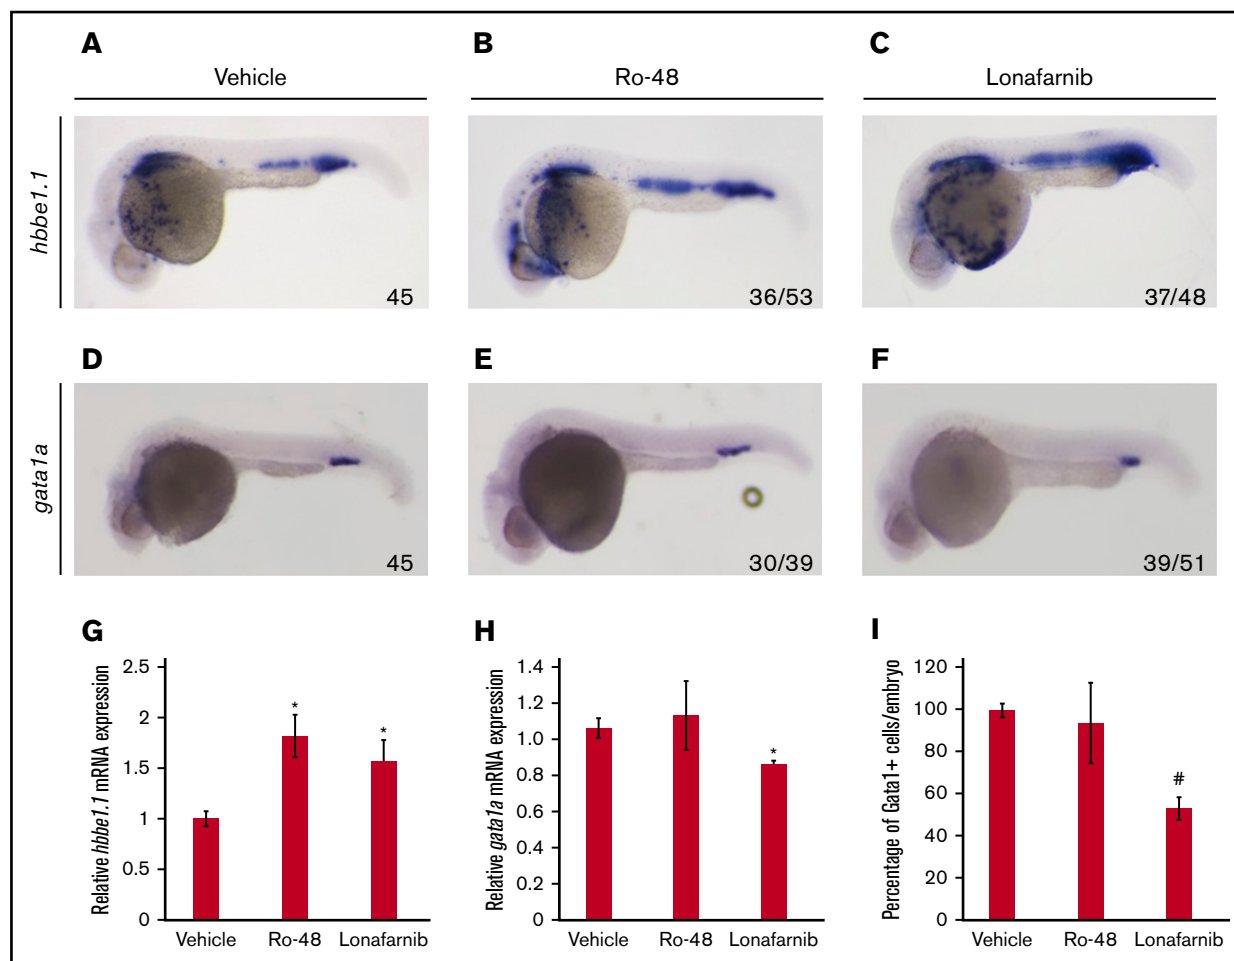 A
B
C
Vehicle
Ro-48
Lonafarnib
hbbe1.1
45
36/53
37/48
D
E
F
gata1a
45
30/39
39/51
G
H
I
Relative hbbe1.1 mRNA expression
2.5
2
1.5
1
0.5
0
*
*
Vehicle
Ro-48
Lonafarnib
Relative gata1a mRNA expression
1.4
1.2
1.0
0.8
0.6
0.4
0.2
0
*
Vehicle
Ro-48
Lonafarnib
Percentage of Gata1+ cells/embryo
120
100
80
60
40
20
0
#
Vehicle
Ro-48
Lonafarnib